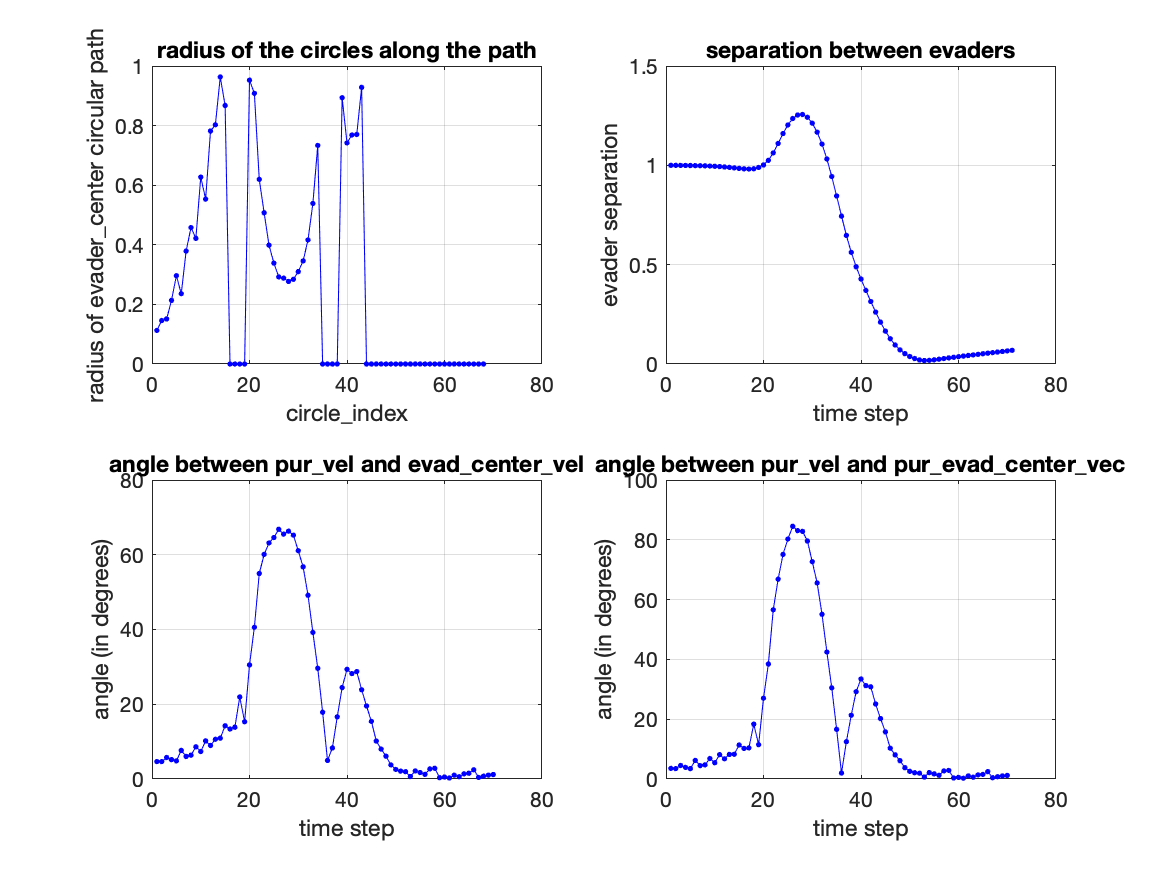 radius of the circles along the path
radius of evader_center circular path
1
0.8
0.6
0.4
0.2
0
0 20 40 60 80
circle_index
separation between evaders
evader separation
1.5
1
0.5
0
0 20 40 60 80
time step
angle between pur_vel and evad_center_vel
angle (in degrees)
80
60
40
20
0
0 20 40 60 80
time step
angle between pur_vel and pur_evad_center_vec
angle (in degrees)
100
80
60
40
20
0
0 20 40 60 80
time step